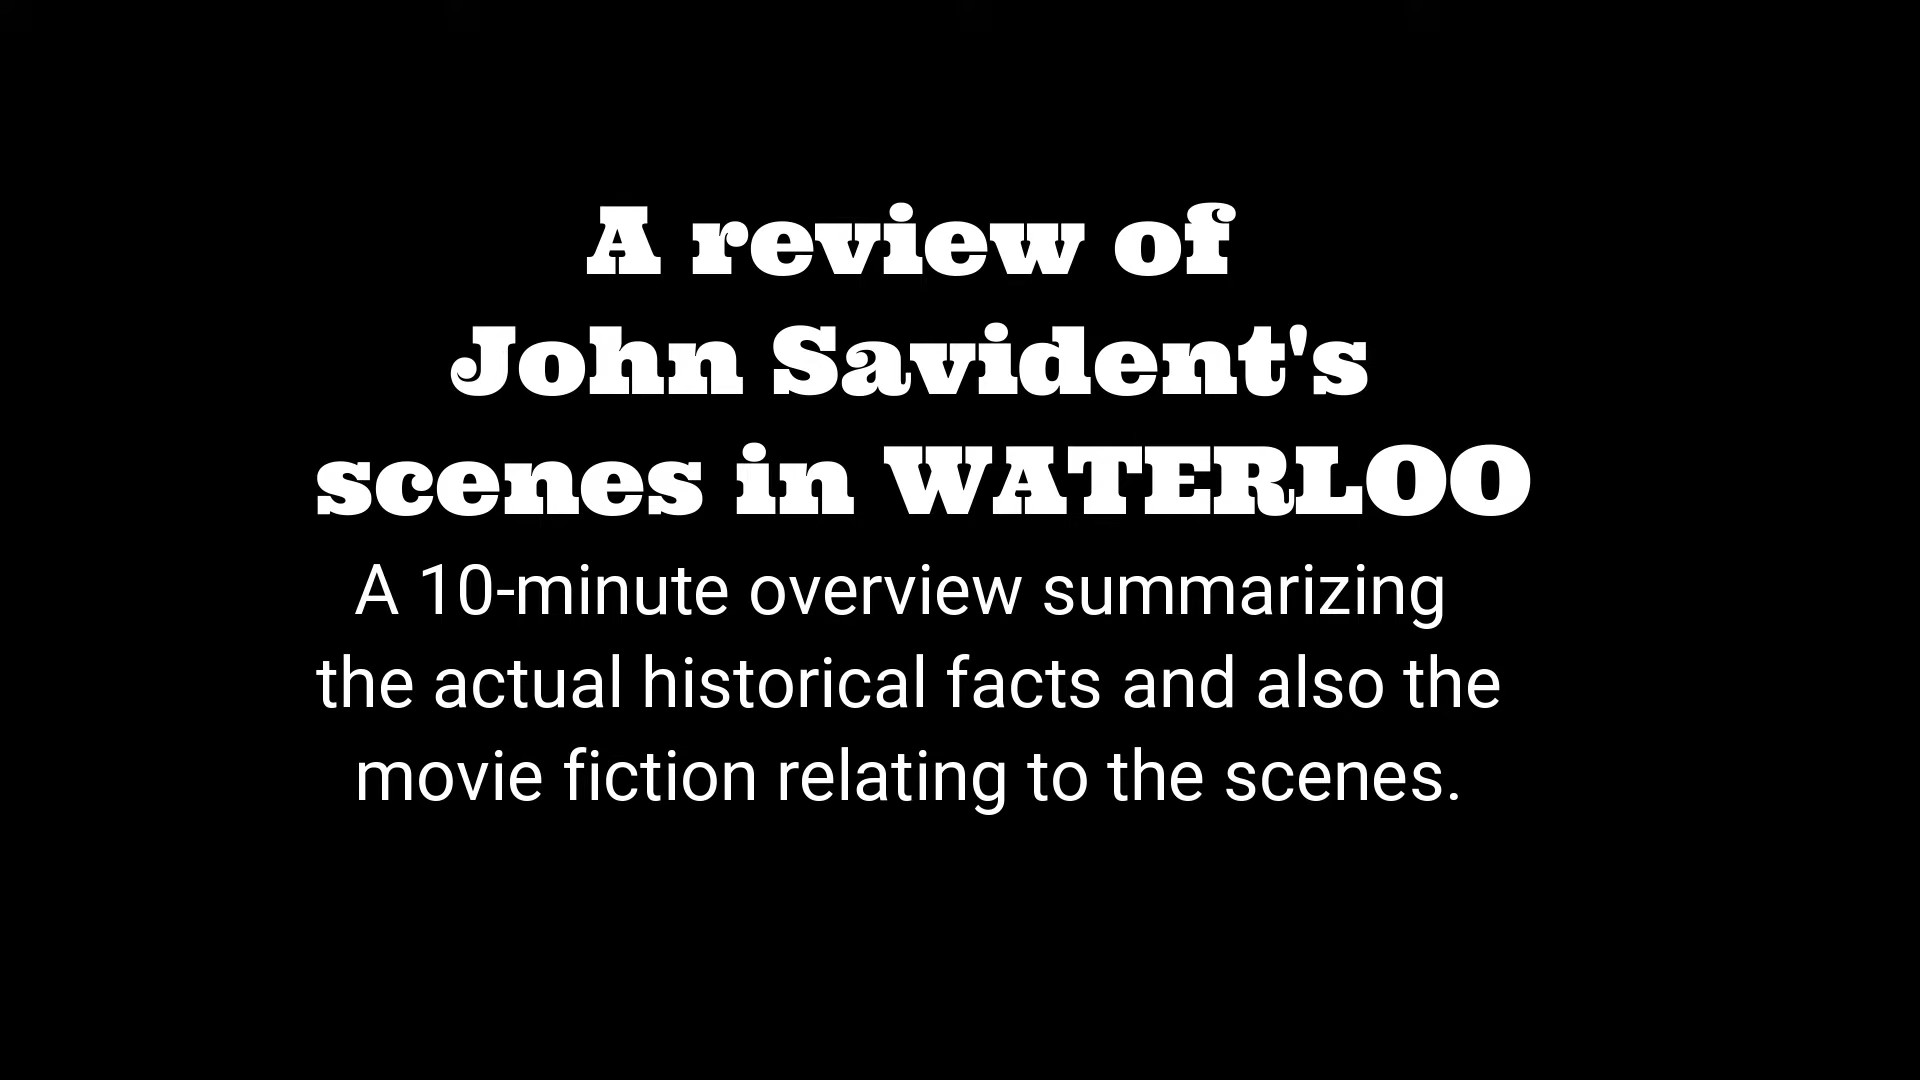 A review of
John Savident's
scenes in WATERLOO
A 10-minute overview summarizing
the actual historical facts and also the
movie fiction relating to the scenes.